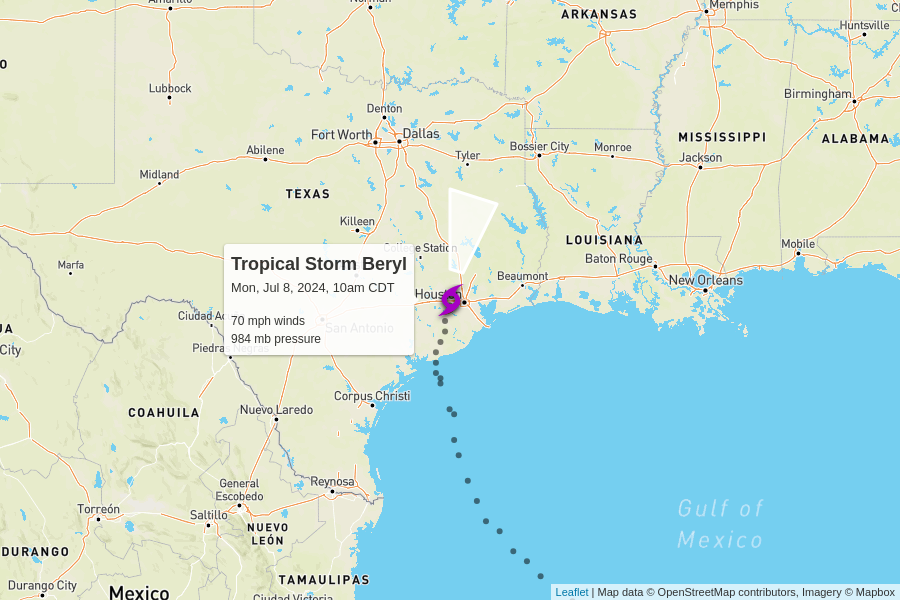 Amarillo
Norman
ARKANSAS
Memphis
Huntsville
Lubbock
Birmingham
Denton
Fort Worth
Dallas
MISSISSIPPI
ALABAMA
Abilene
Tyler
Bossier City
Monroe
Jackson
Midland
TEXAS
Killeen
LOUISIANA
Mobile
College Station
Baton Rouge
Marfa
Tropical Storm Beryl
Mon, Jul 8, 2024, 10am CDT
70 mph winds
984 mb pressure
Beaumont
New Orleans
Houston
San Antonio
Piedras Negras
City
COAHUILA
Nuevo Laredo
Corpus Christi
General
Escobedo
Reynosa
Torreón
Saltillo
NUEVO
LEÓN
Gulf of
Mexico
DURANGO
TAMAULIPAS
Durango City
Mexico
Ciudad Victoria
Leaflet | Map data © OpenStreetMap contributors, Imagery © Mapbox